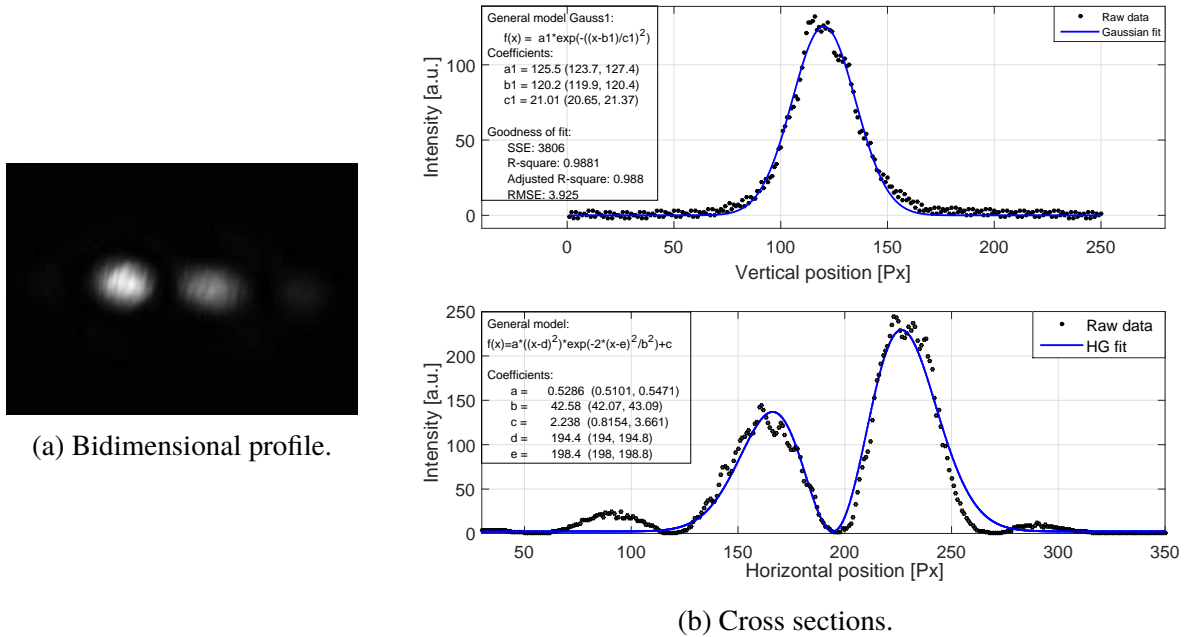 General model Gauss1:
f(x) = a1*exp(-((x-b1)/c1)²)
Coefficients:
a1 = 125.5 (123.7, 127.4)
b1 = 120.2 (119.9, 120.4)
c1 = 21.01 (20.65, 21.37)
Goodness of fit:
SSE: 3806
R-square: 0.9881
Adjusted R-square: 0.988
RMSE: 3.925
Raw data
Gaussian fit
Intensity [a.u.]
100
50
0
0 50 100 150 200 250
Vertical position [Px]
General model:
f(x)=a*((x-d)²)*exp(-2*(x-e)²/b²)+c
Coefficients:
a = 0.5286 (0.5101, 0.5471)
b = 42.58 (42.07, 43.09)
c = 2.238 (0.8154, 3.661)
d = 194.4 (194, 194.8)
e = 198.4 (198, 198.8)
Raw data
HG fit
Intensity [a.u.]
250
200
150
100
50
0
50 100 150 200 250 300 350
Horizontal position [Px]
(a) Bidimensional profile.
(b) Cross sections.